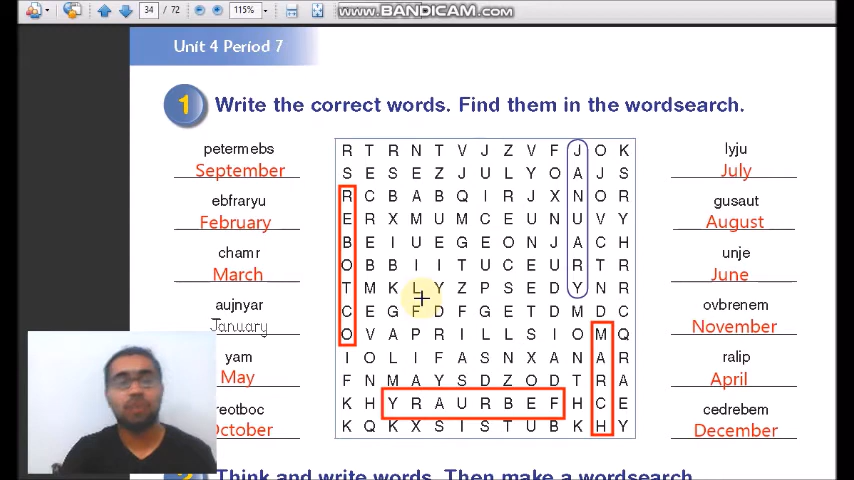 34 / 72
115%
www.BANDICAM.com
Unit 4 Period 7
1 Write the correct words. Find them in the wordsearch.
petermebs
September
ebfraryu
February
chamr
March
aujnyar
January
yam
May
reotboc
October
R T R N T V J Z V F J O K
S E S E Z J U L Y O A J S
R C B A B Q I R J X N O R
E R X M U M C E U N U V Y
B E I U E G E O N J A C H
O B B I I T U C E U R T R
T M K L Y Z P S E D Y N R
C E G F D F G E T D M D C
O V A P R I L L S I O M Q
I O L I F A S N X A N A R
F N M A Y S D Z O D T R A
K H Y R A U R B E F H C E
K Q K X S I S T U B K H Y
lyju
July
gusaut
August
unje
June
ovbrenem
November
ralip
April
cedrebem
December
Think and write words. Then make a wordsearch.